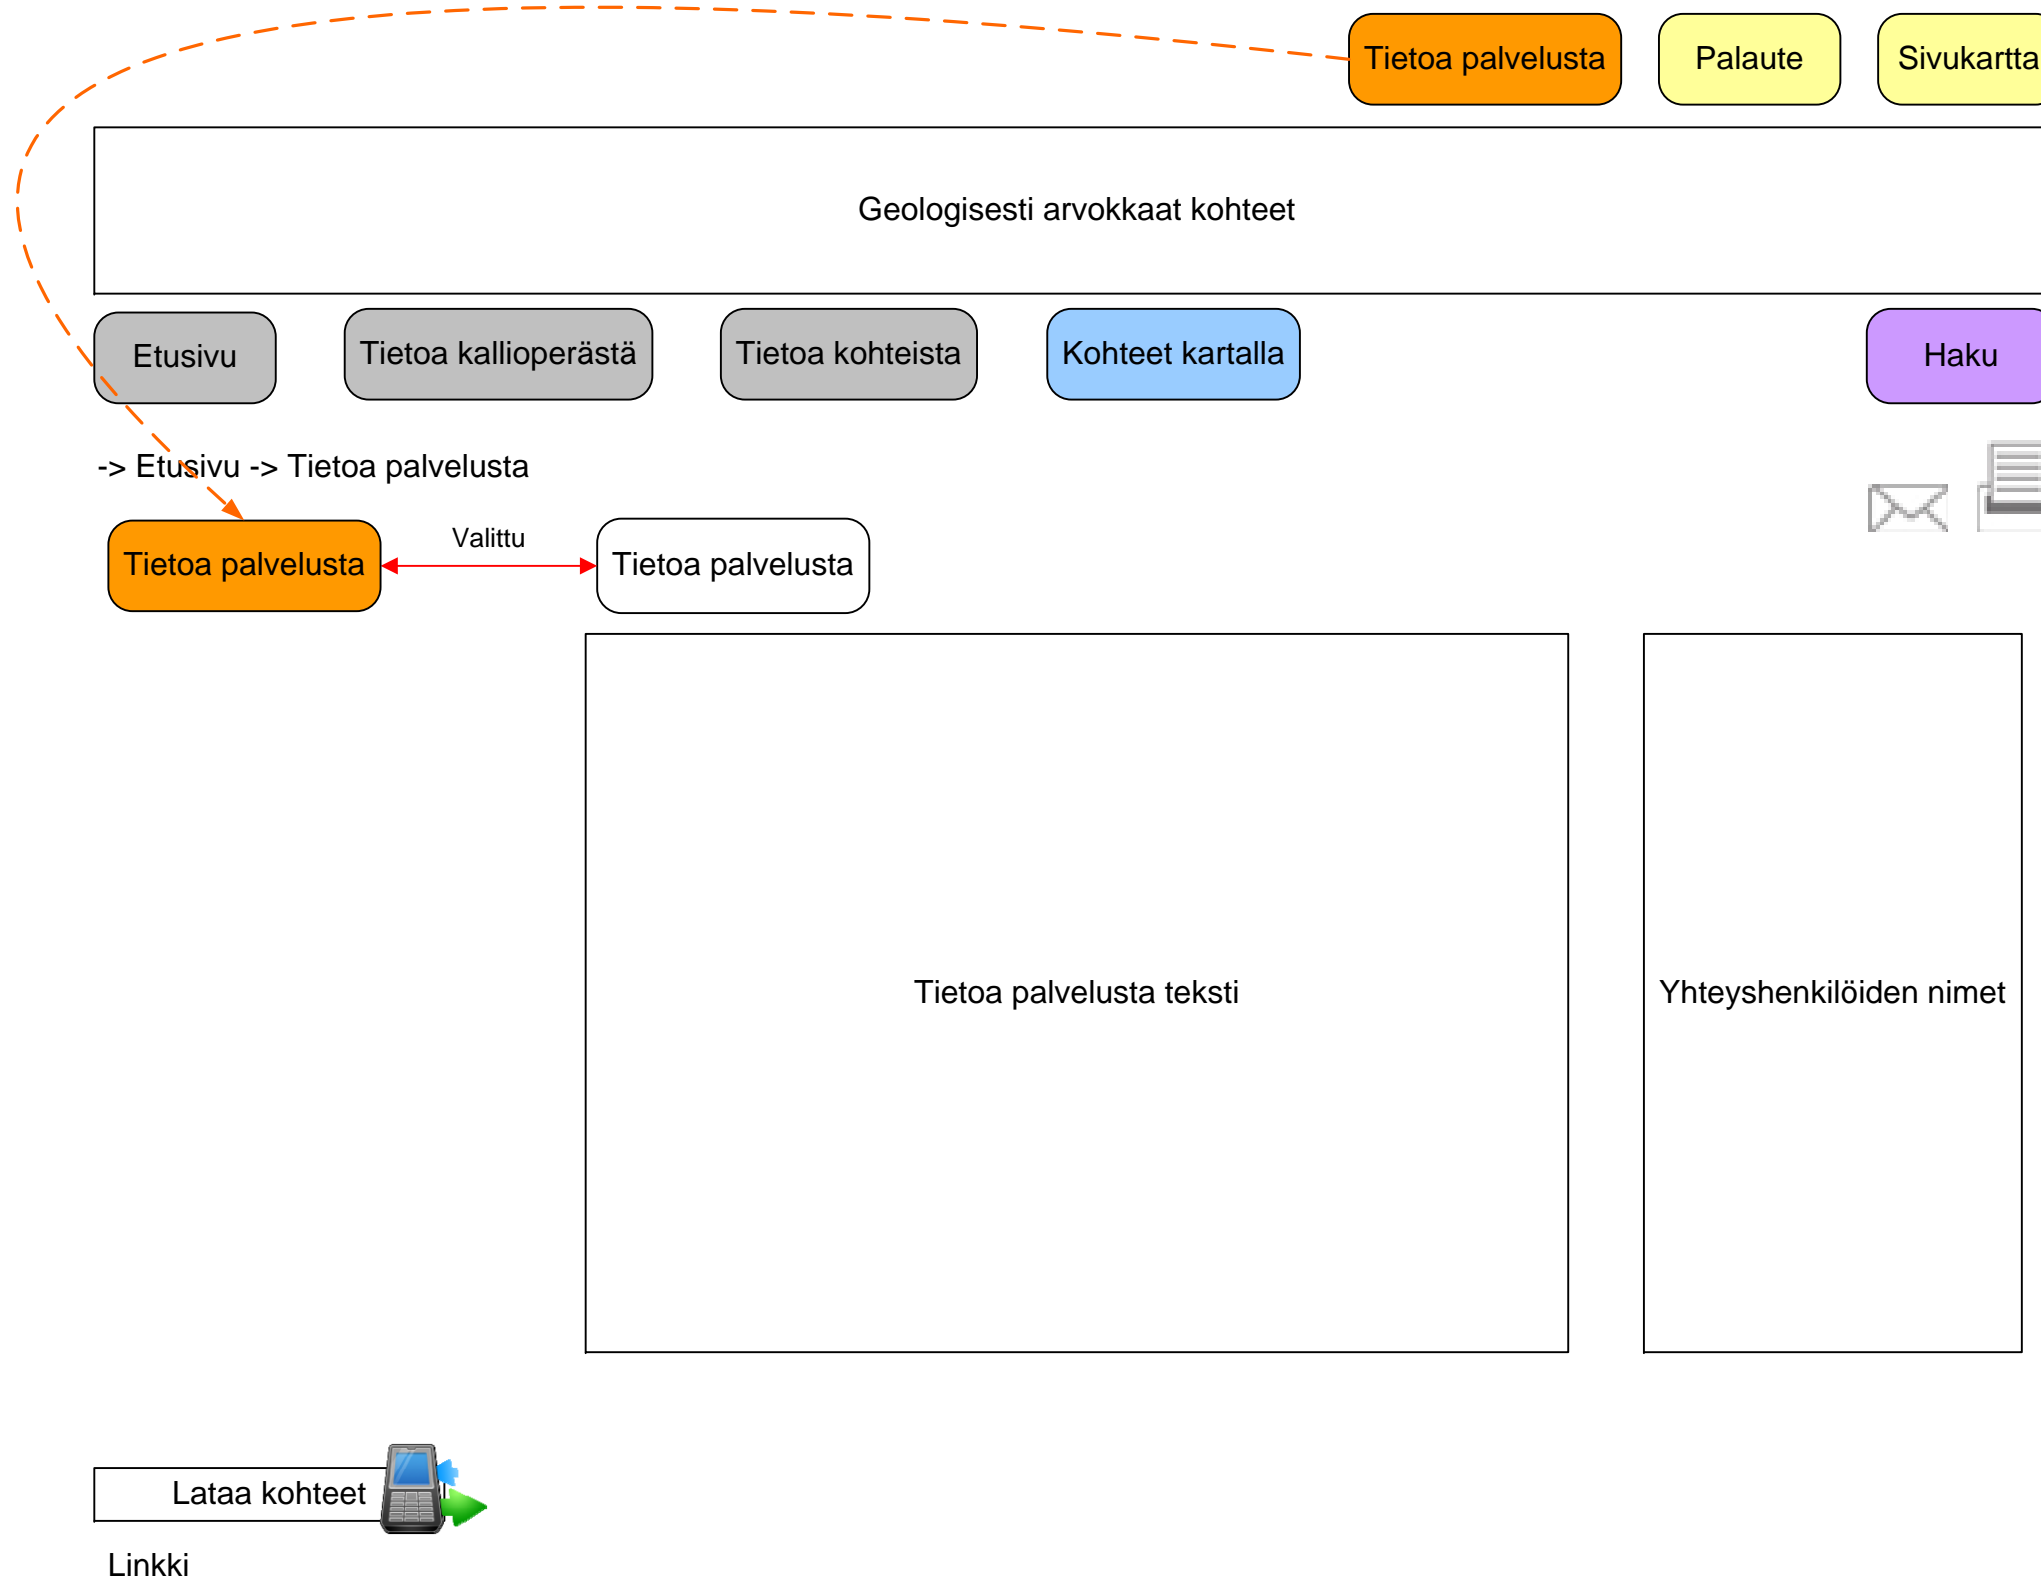 Tietoa palvelusta
Palaute
Sivukartta
Geologisesti arvokkaat kohteet
Etusivu
Tietoa kallioperästä
Tietoa kohteista
Kohteet kartalla
Haku
-> Etusivu -> Tietoa palvelusta
Tietoa palvelusta
Valittu
Tietoa palvelusta
Tietoa palvelusta teksti
Yhteyshenkilöiden nimet
Lataa kohteet
Linkki